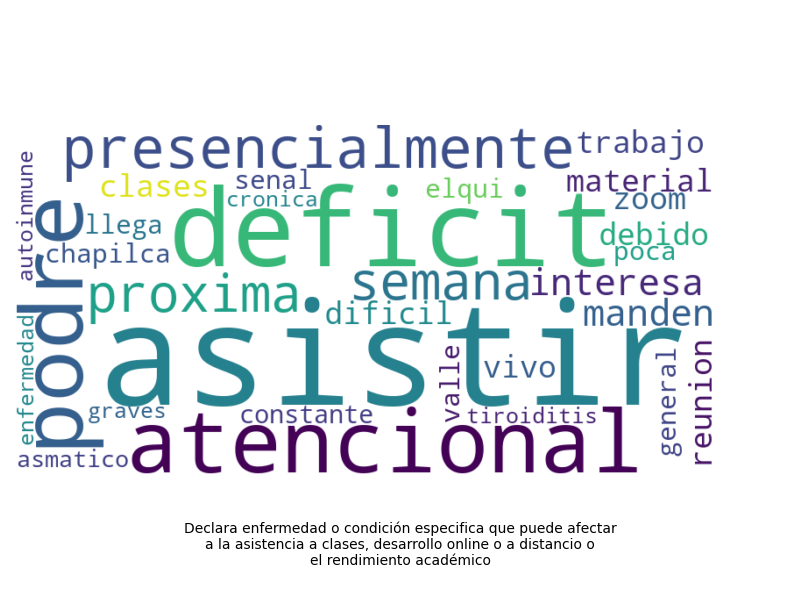 presencialmente
trabajo
autoinmune
clases
senal
cronica
elqui
material
zoom
podre
llega
deficit
debido
poca
chapilca
proxima
semana
interesa
dificil
manden
asistir
enfermedad
valle
vivo
general
reunion
graves
constante
tiroiditis
atencional
asmatico
Declara enfermedad o condición especifica que puede afectar
a la asistencia a clases, desarrollo online o a distancio o
el rendimiento académico